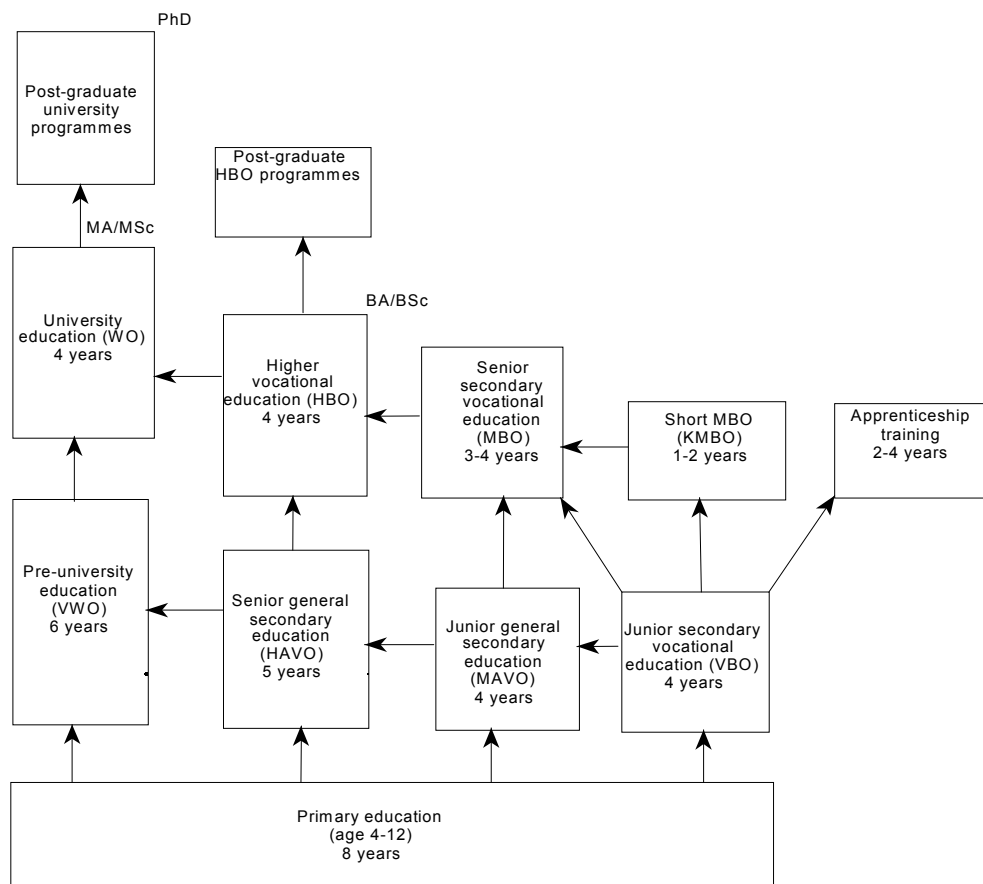 PhD
Post-graduate
university
programmes
Post-graduate
HBO programmes
MA/MSc
BA/BSc
University
education (WO)
4 years
Higher
vocational
education (HBO)
4 years
Senior
secondary
vocational
education
(MBO)
3-4 years
Short MBO
(KMBO)
1-2 years
Apprenticeship
training
2-4 years
Pre-university
education
(VWO)
6 years
Senior general
secondary
education
(HAVO)
5 years
Junior general
secondary
education
(MAVO)
4 years
Junior secondary
vocational
education (VBO)
4 years
Primary education
(age 4-12)
8 years